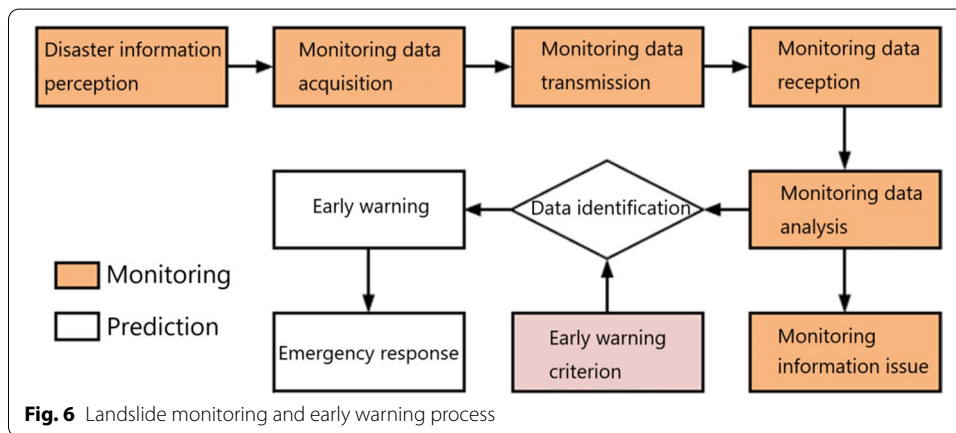 Disaster information
perception
Monitoring data
acquisition
Monitoring data
transmission
Monitoring data
reception
Early warning
Data identification
Monitoring data
analysis
Monitoring
Prediction
Emergency response
Early warning
criterion
Monitoring
information issue
Fig. 6 Landslide monitoring and early warning process